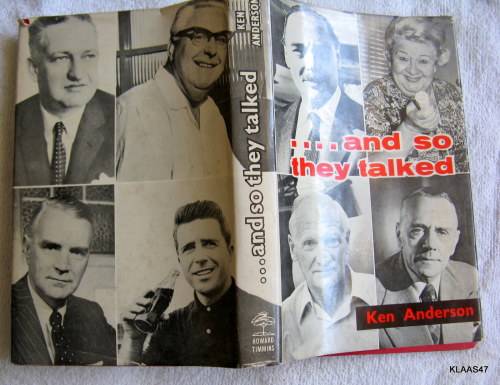 KEN
ANDERSON
...and so they talked
HOWARD
TIMMINS
....and so
they talked
Ken Anderson
KLAAS47